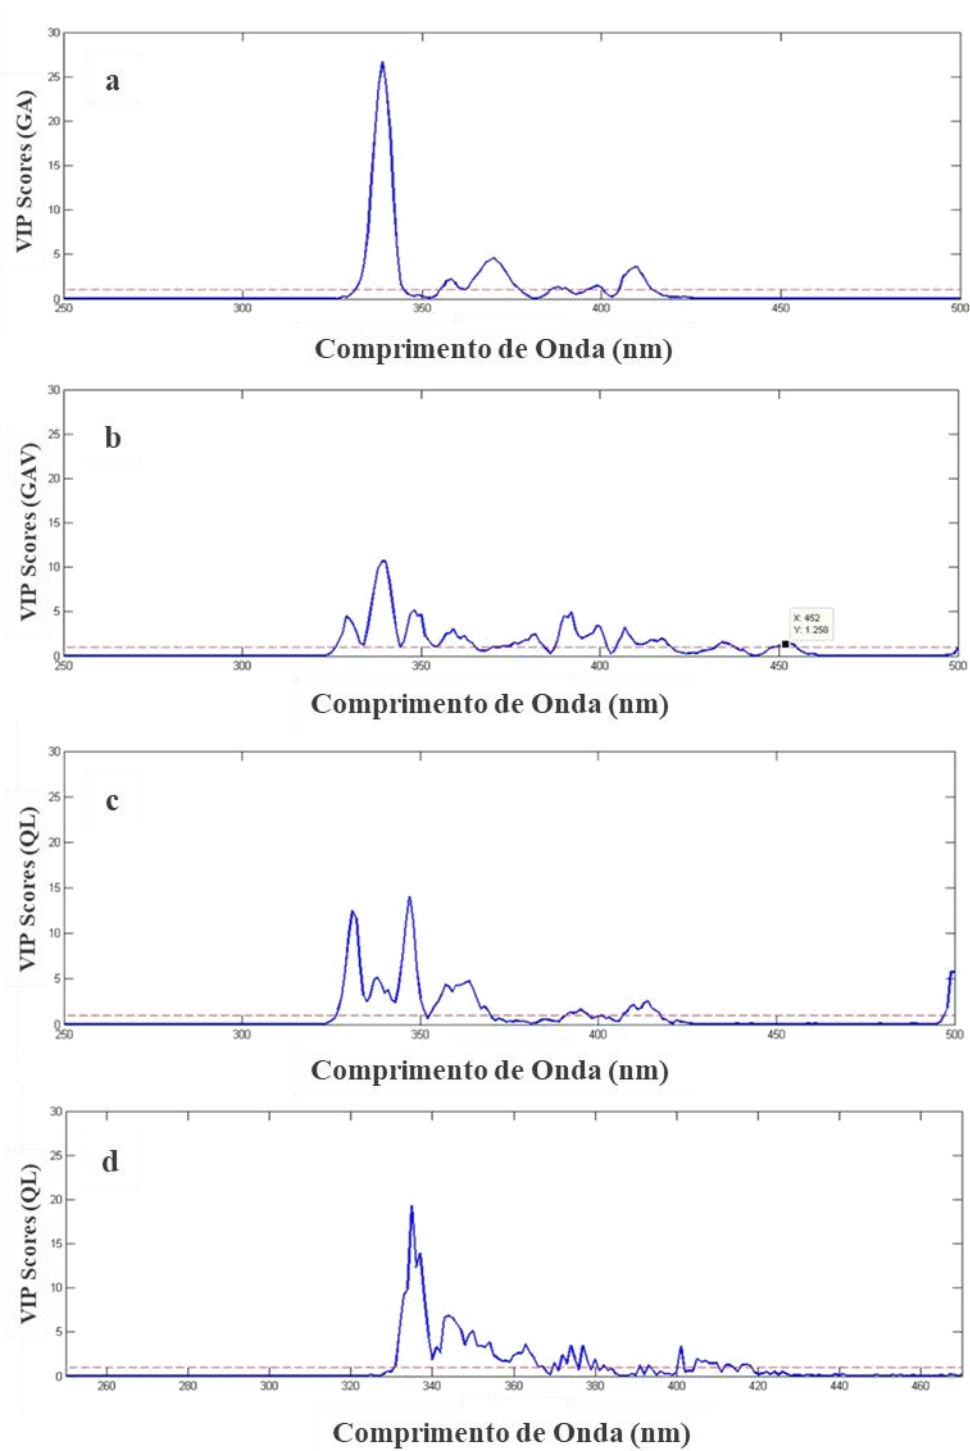 30
25
20
15
10
5
0
VIP Scores (GA)
a
250 300 350 400 450 500
Comprimento de Onda (nm)
30
25
20
15
10
5
0
VIP Scores (GAV)
b
X: 452
Y: 1.258
250 300 350 400 450 500
Comprimento de Onda (nm)
30
25
20
15
10
5
0
VIP Scores (QL)
c
250 300 350 400 450 500
Comprimento de Onda (nm)
30
25
20
15
10
5
0
VIP Scores (QL)
d
260 280 300 320 340 360 380 400 420 440 460
Comprimento de Onda (nm)